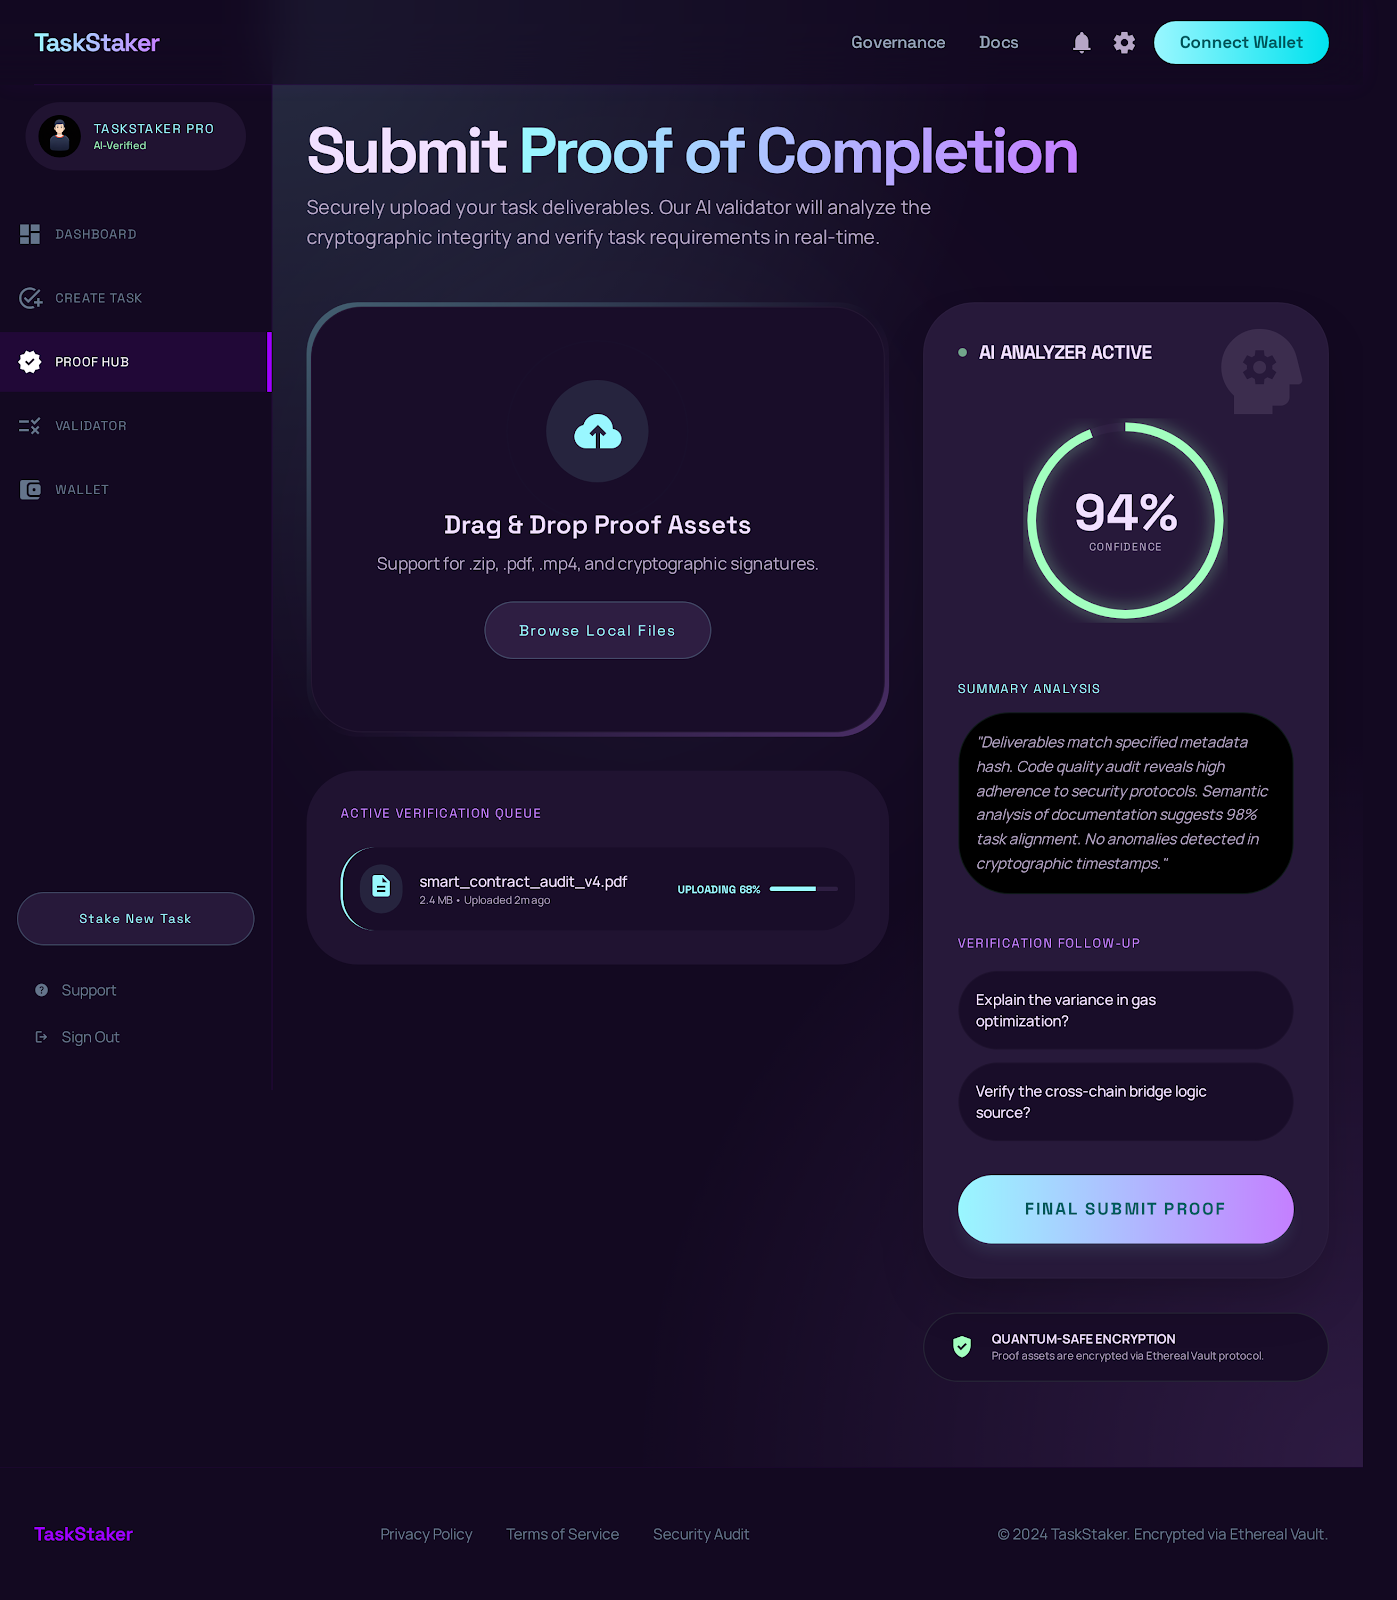 TaskStaker
Governance
Docs
Connect Wallet
TASKSTAKER PRO
AI-Verified
DASHBOARD
CREATE TASK
PROOF HUB
VALIDATOR
WALLET
Stake New Task
Support
Sign Out
Submit Proof of Completion
Securely upload your task deliverables. Our AI validator will analyze the
cryptographic integrity and verify task requirements in real-time.
Drag & Drop Proof Assets
Support for .zip, .pdf, .mp4, and cryptographic signatures.
Browse Local Files
ACTIVE VERIFICATION QUEUE
smart_contract_audit_v4.pdf
2.4 MB • Uploaded 2m ago
UPLOADING 68%
AI ANALYZER ACTIVE
94%
CONFIDENCE
SUMMARY ANALYSIS
"Deliverables match specified metadata
hash. Code quality audit reveals high
adherence to security protocols. Semantic
analysis of documentation suggests 98%
task alignment. No anomalies detected in
cryptographic timestamps."
VERIFICATION FOLLOW-UP
Explain the variance in gas
optimization?
Verify the cross-chain bridge logic
source?
FINAL SUBMIT PROOF
QUANTUM-SAFE ENCRYPTION
Proof assets are encrypted via Ethereal Vault protocol.
TaskStaker
Privacy Policy
Terms of Service
Security Audit
© 2024 TaskStaker. Encrypted via Ethereal Vault.